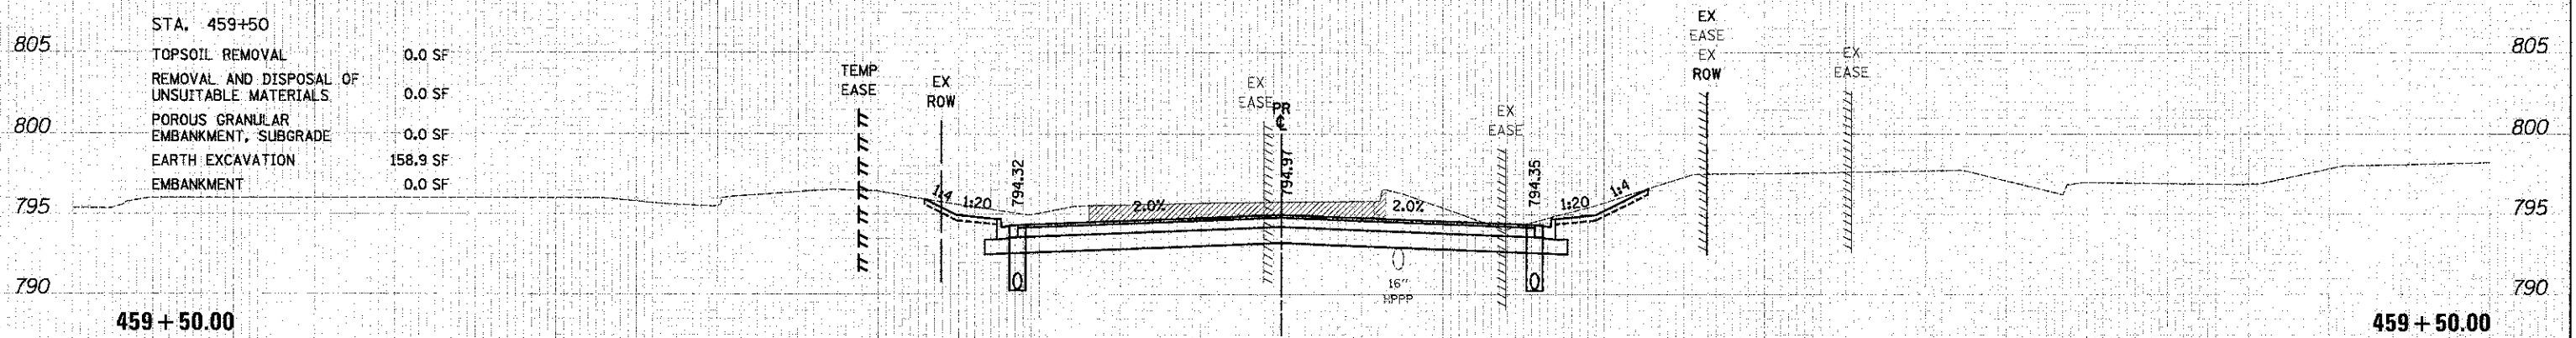 STA. 459+50
TOPSOIL REMOVAL 0.0 SF
REMOVAL AND DISPOSAL OF
UNSUITABLE MATERIALS 0.0 SF
POROUS GRANULAR
EMBANKMENT, SUBGRADE 0.0 SF
EARTH EXCAVATION 158.9 SF
EMBANKMENT 0.0 SF
805
800
795
790
459+50.00
TEMP
EASE
EX
ROW
1:4
1:20
794.32
2.0%
EX
EASE
PR
℄
794.97
2.0%
16"
EX
EASE
794.35
1:20
1:4
EX
EASE
EX
ROW
EX
EASE
805
800
795
790
459+50.00